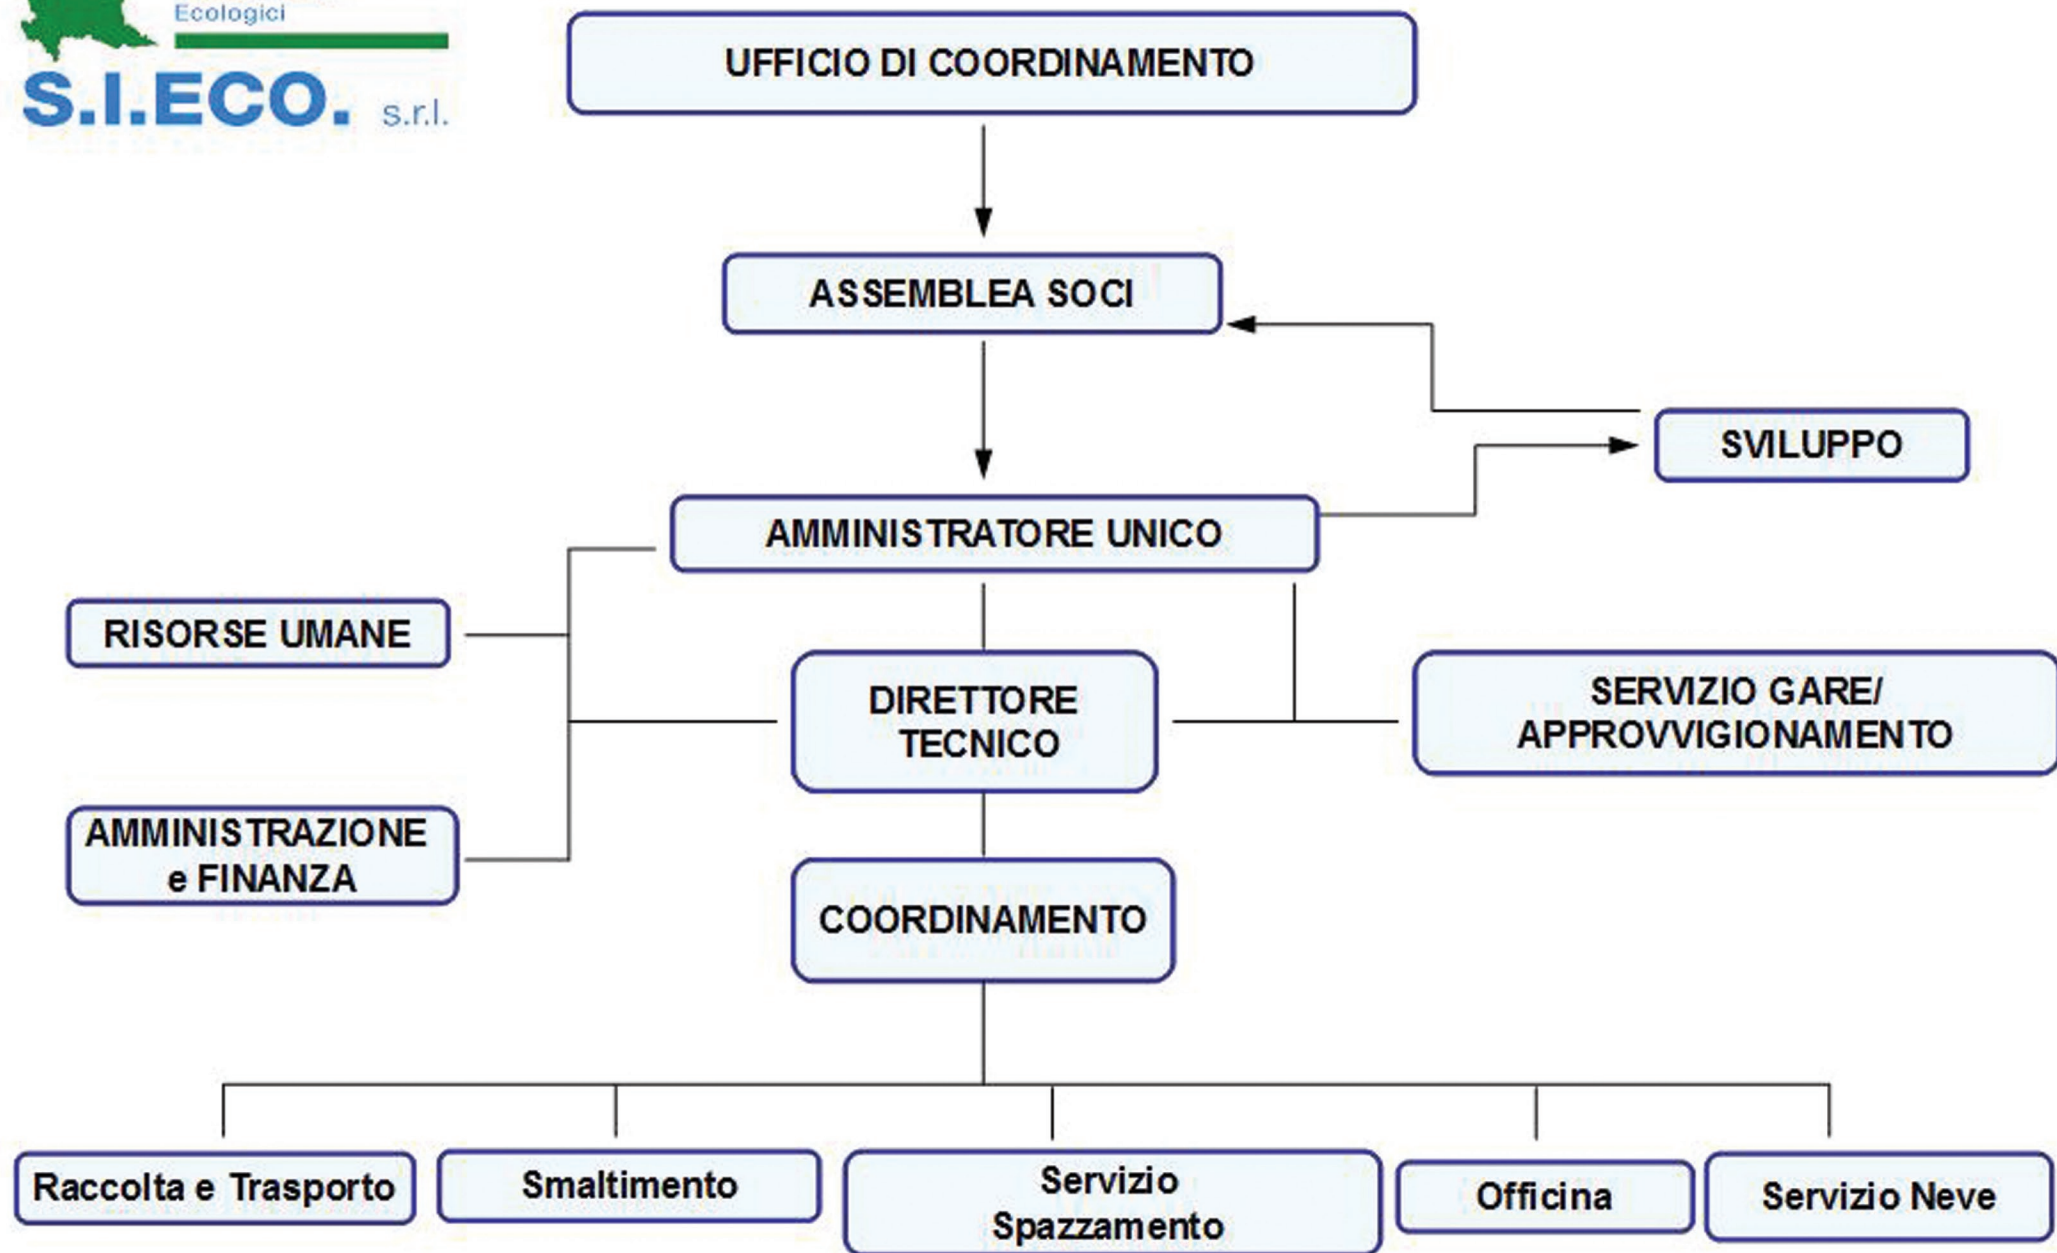 Ecologici
S.I.ECO. s.r.l.
UFFICIO DI COORDINAMENTO
ASSEMBLEA SOCI
SVILUPPO
AMMINISTRATORE UNICO
RISORSE UMANE
DIRETTORE
TECNICO
SERVIZIO GARE/
APPROVVIGIONAMENTO
AMMINISTRAZIONE
e FINANZA
COORDINAMENTO
Raccolta e Trasporto
Smaltimento
Servizio
Spazzamento
Officina
Servizio Neve